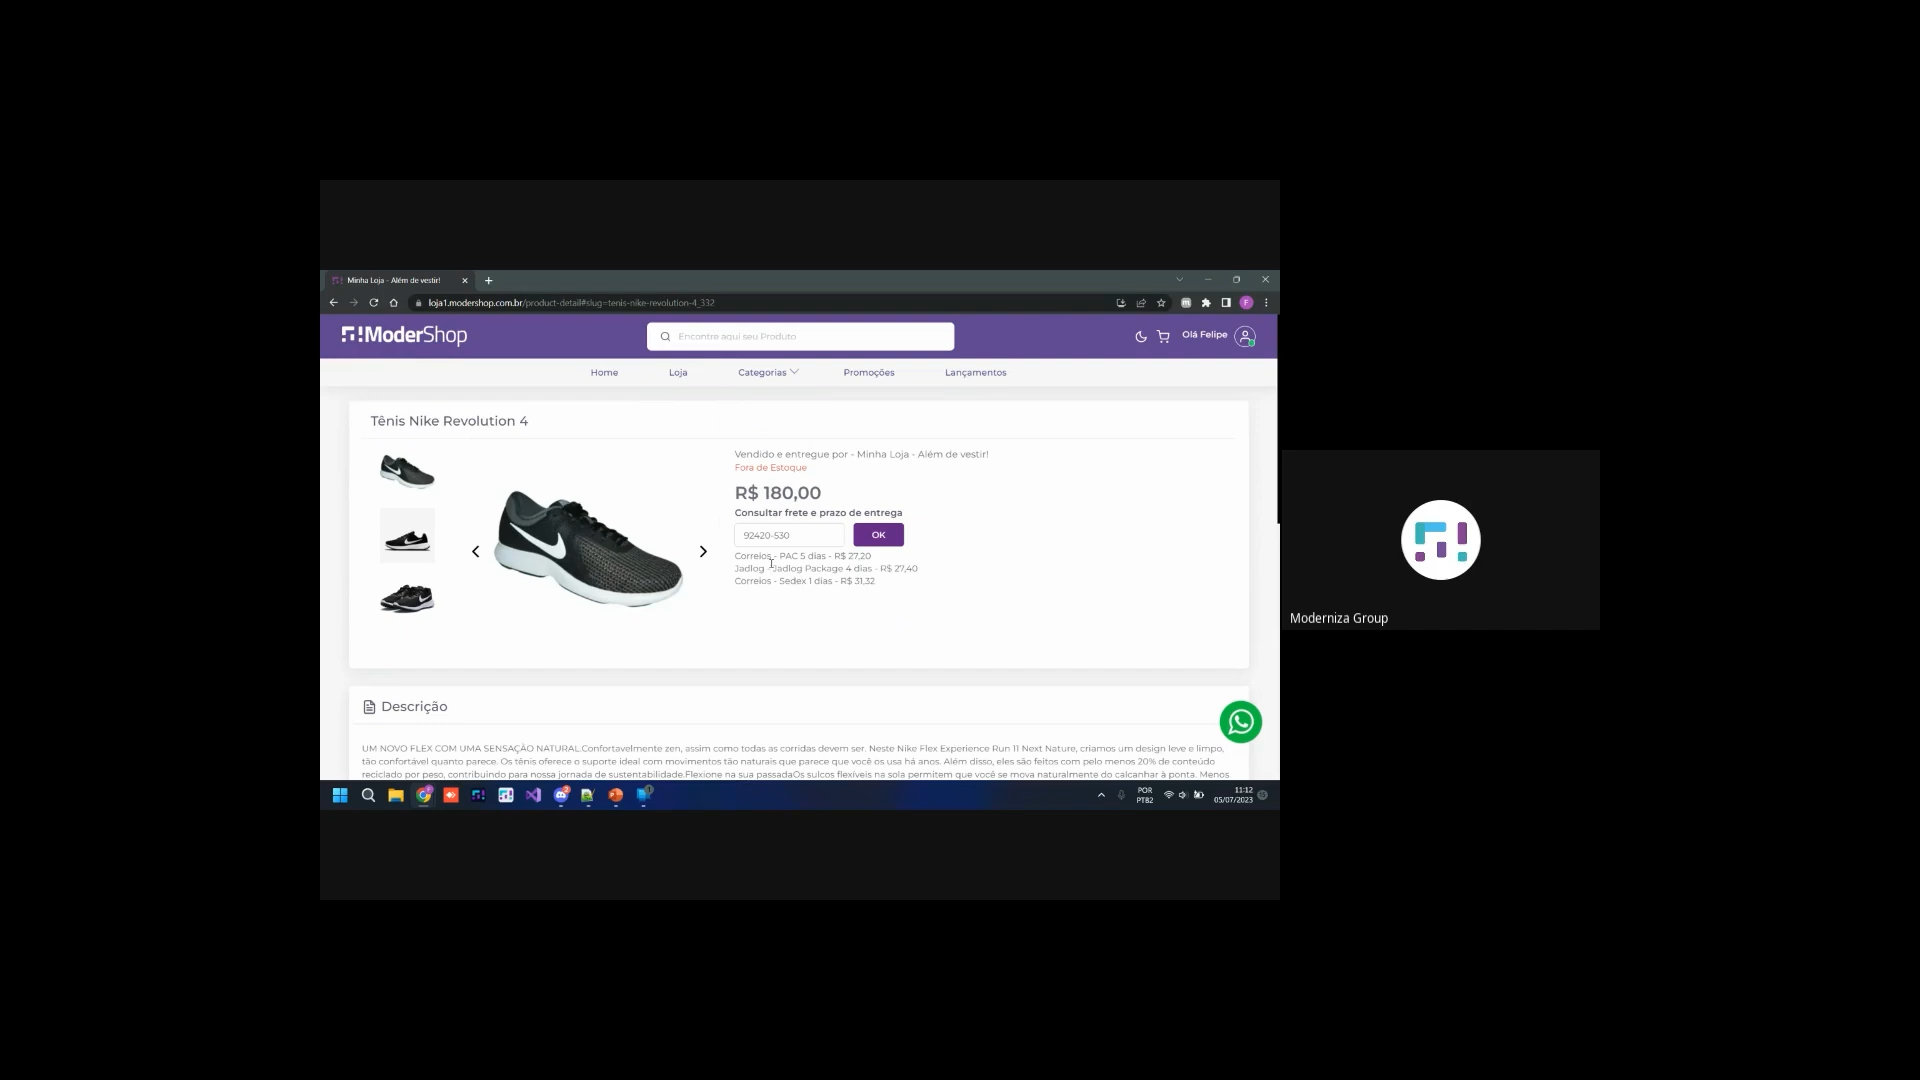 Minha Loja - Além de vestir!
loja1.modershop.com.br/product-detail#slug=tenis-nike-revolution-4_332
F
ModerShop
Encontre aqui seu Produto
Olá Felipe
Home
Loja
Categorias
Promoções
Lançamentos
Tênis Nike Revolution 4
Vendido e entregue por - Minha Loja - Além de vestir!
Fora de Estoque
R$ 180,00
Consultar frete e prazo de entrega
92420-530
OK
Correios - PAC 5 dias - R$ 27,20
Jadlog - Jadlog Package 4 dias - R$ 27,40
Correios - Sedex 1 dias - R$ 31,32
Moderniza Group
Descrição
UM NOVO FLEX COM UMA SENSAÇÃO NATURAL.Confortavelmente zen, assim como todas as corridas devem ser. Neste Nike Flex Experience Run 11 Next Nature, criamos um design leve e limpo,
tão confortável quanto parece. Os tênis oferece o suporte ideal com movimentos tão naturais que parece que você os usa há anos. Além disso, eles são feitos com pelo menos 20% de conteúdo
reciclado por peso, contribuindo para nossa jornada de sustentabilidade.Flexione na sua passadaOs sulcos flexíveis na sola permitem que você se mova naturalmente do calcanhar à ponta. Menos
POR
PTB2
11:12
05/07/2023